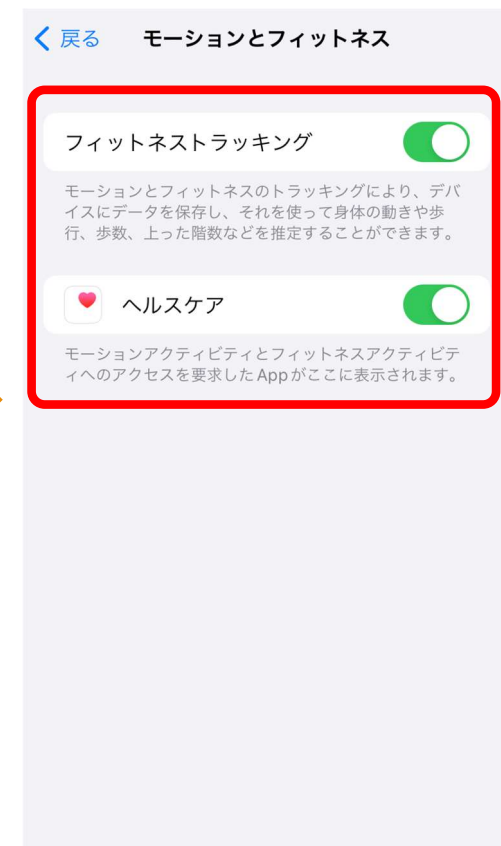 戻る モーションとフィットネス
フィットネストラッキング
モーションとフィットネスのトラッキングにより、デバ
イスにデータを保存し、それを使って身体の動きや歩
行、歩数、上った階数などを推定することができます。
ヘルスケア
モーションアクティビティとフィットネスアクティビテ
ィへのアクセスを要求した App がここに表示されます。